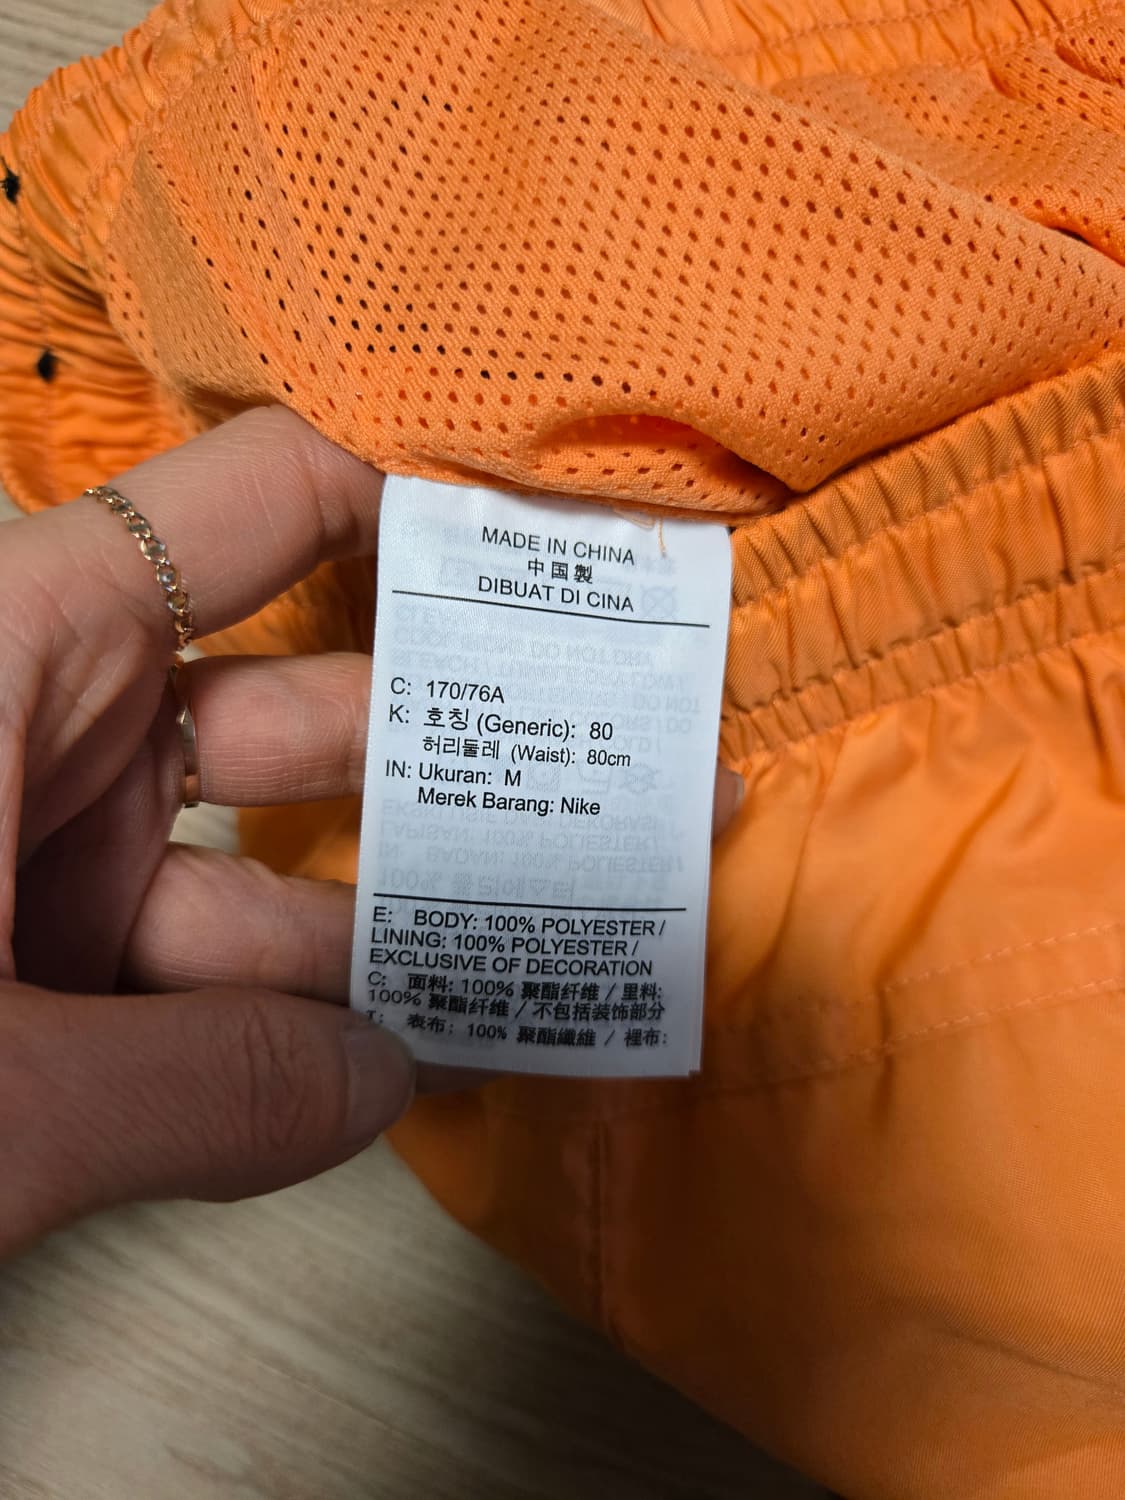 MADE IN CHINA
中国製
DIBUAT DI CINA
C: 170/76A
K: 호칭 (Generic): 80
허리둘레 (Waist): 80cm
IN: Ukuran: M
Merek Barang: Nike
E: BODY: 100% POLYESTER /
LINING: 100% POLYESTER /
EXCLUSIVE OF DECORATION
C: 面料: 100% 聚酯纤维 / 里料:
100% 聚酯纤维 / 不包括装饰部分
T: 表布: 100% 聚酯纖維 / 裡布: